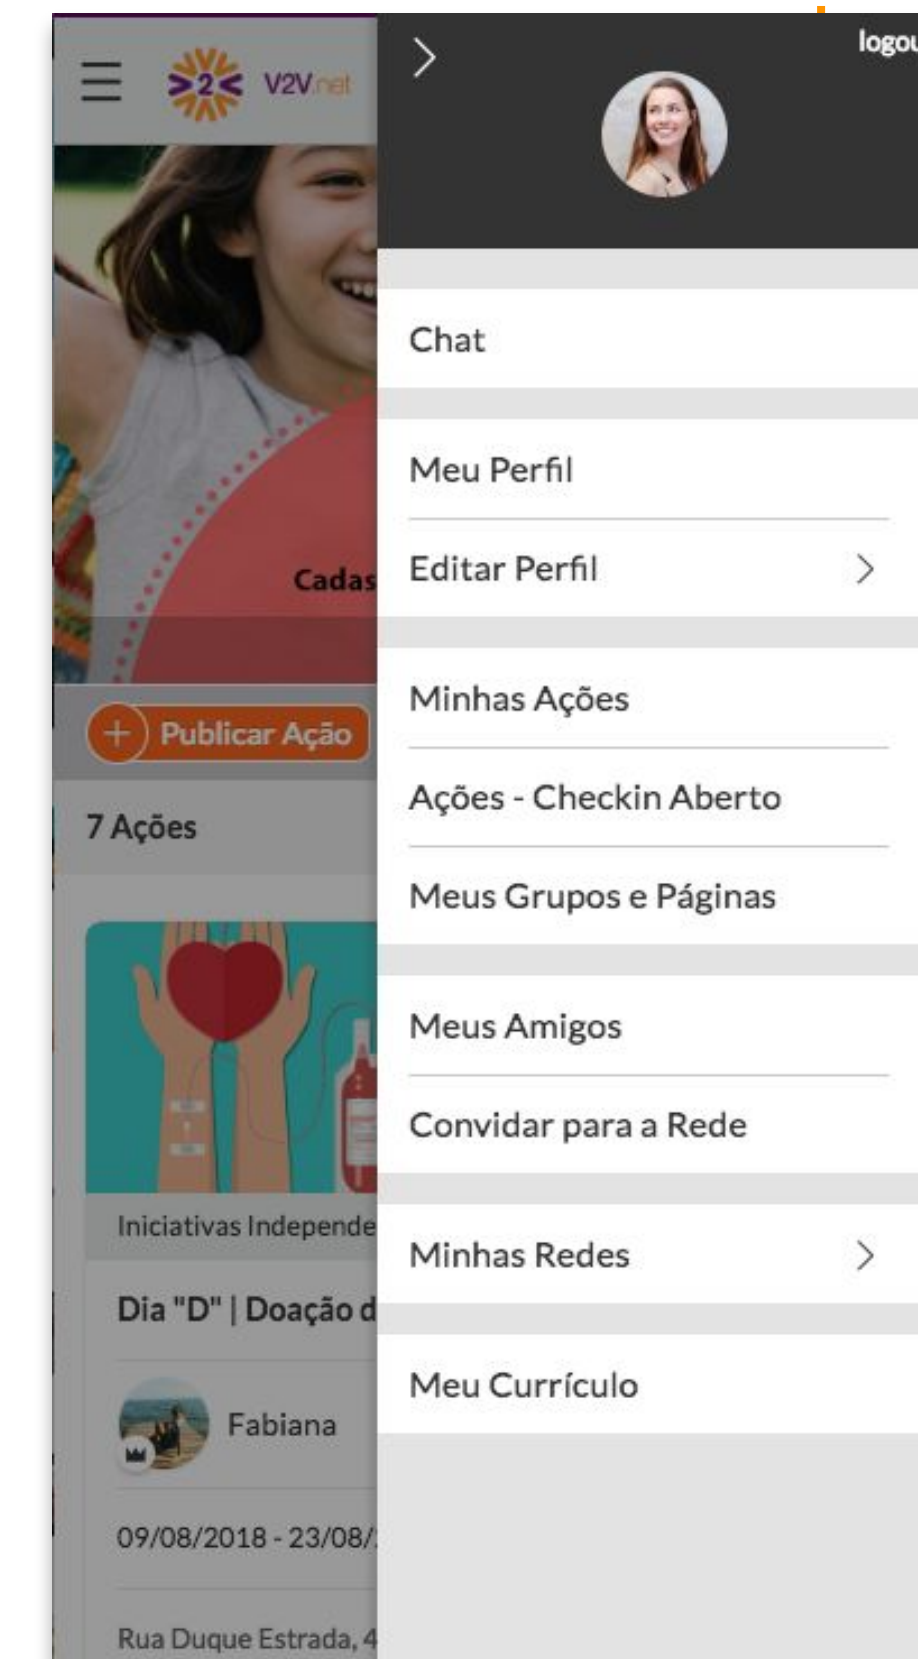 V2V.net
Cadas
Publicar Ação
7 Ações
Iniciativas Independe
Dia "D" | Doação d
Fabiana
09/08/2018 - 23/08/
Rua Duque Estrada, 4
logou
Chat
Meu Perfil
Editar Perfil
Minhas Ações
Ações - Checkin Aberto
Meus Grupos e Páginas
Meus Amigos
Convidar para a Rede
Minhas Redes
Meu Currículo